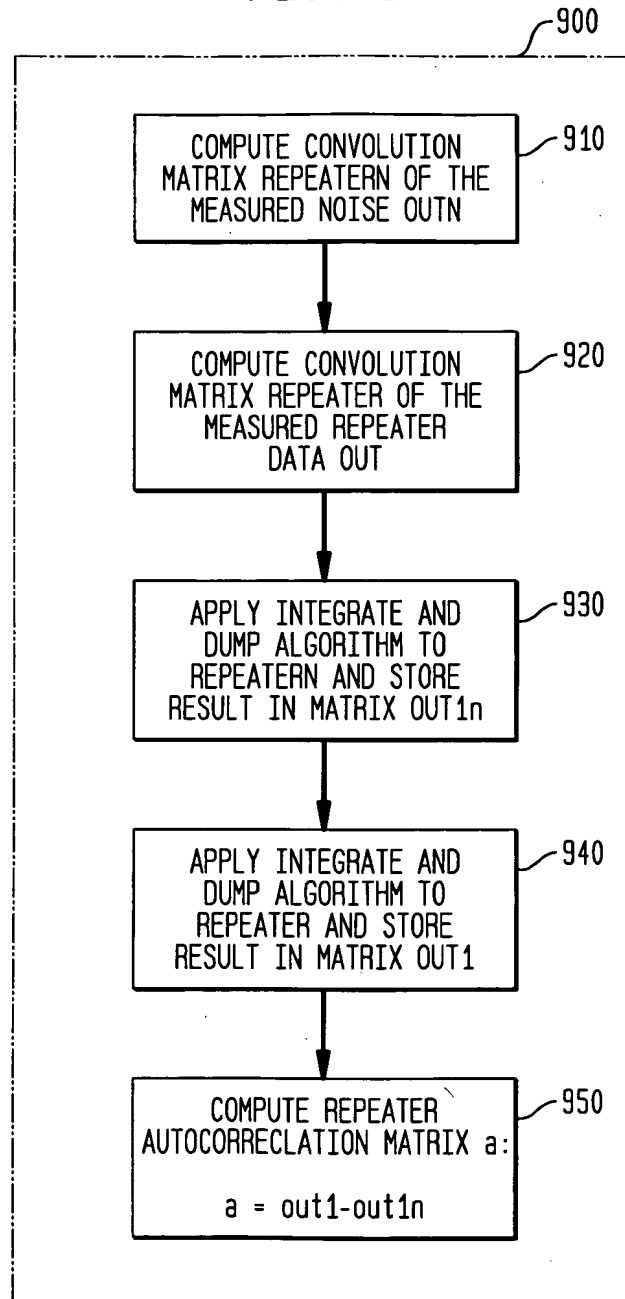 900
COMPUTE CONVOLUTION
MATRIX REPEATERN OF THE
MEASURED NOISE OUTN
910
COMPUTE CONVOLUTION
MATRIX REPEATER OF THE
MEASURED REPEATER
DATA OUT
920
APPLY INTEGRATE AND
DUMP ALGORITHM TO
REPEATERN AND STORE
RESULT IN MATRIX OUT1n
930
APPLY INTEGRATE AND
DUMP ALGORITHM TO
REPEATER AND STORE
RESULT IN MATRIX OUT1
940
COMPUTE REPEATER
AUTOCORRECLATION MATRIX a:
a = out1-out1n
950